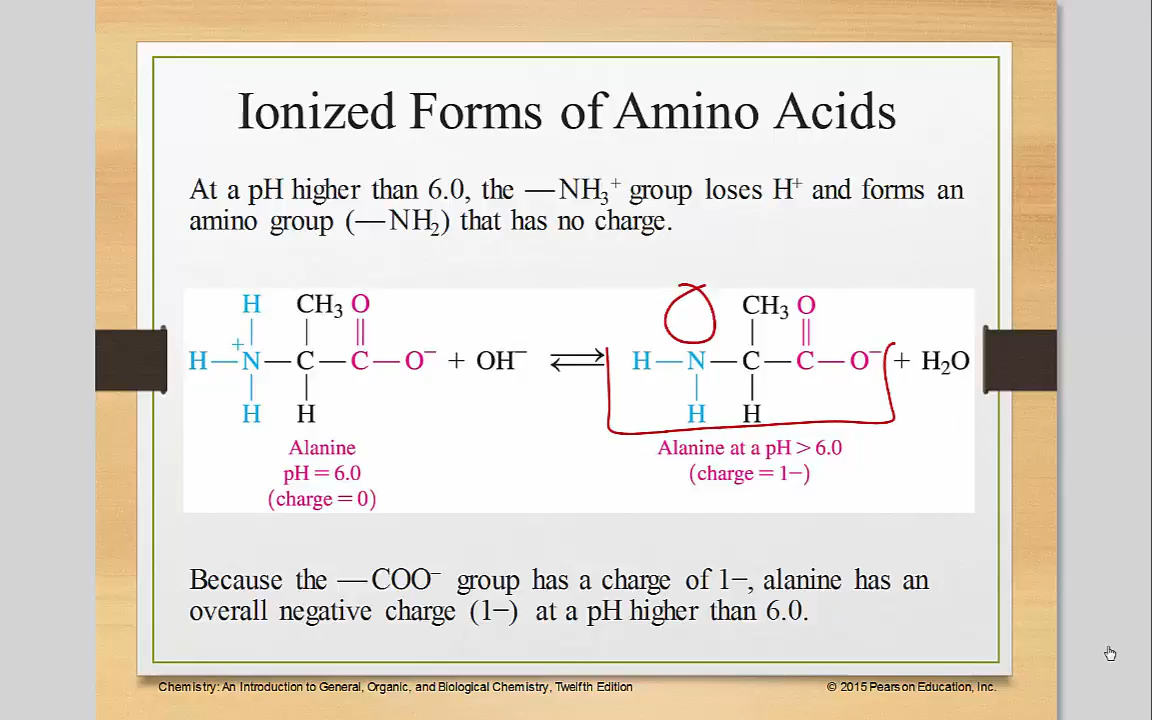 Ionized Forms of Amino Acids
At a pH higher than 6.0, the —NH₃⁺ group loses H⁺ and forms an
amino group (—NH₂) that has no charge.
H CH₃ O
H—N⁺—C—C—O⁻ + OH⁻ ⇌
H H
Alanine
pH = 6.0
(charge = 0)
CH₃ O
H—N—C—C—O⁻ + H₂O
H H
Alanine at a pH > 6.0
(charge = 1−)
Because the —COO⁻ group has a charge of 1−, alanine has an
overall negative charge (1−) at a pH higher than 6.0.
Chemistry: An Introduction to General, Organic, and Biological Chemistry, Twelfth Edition
© 2015 Pearson Education, Inc.